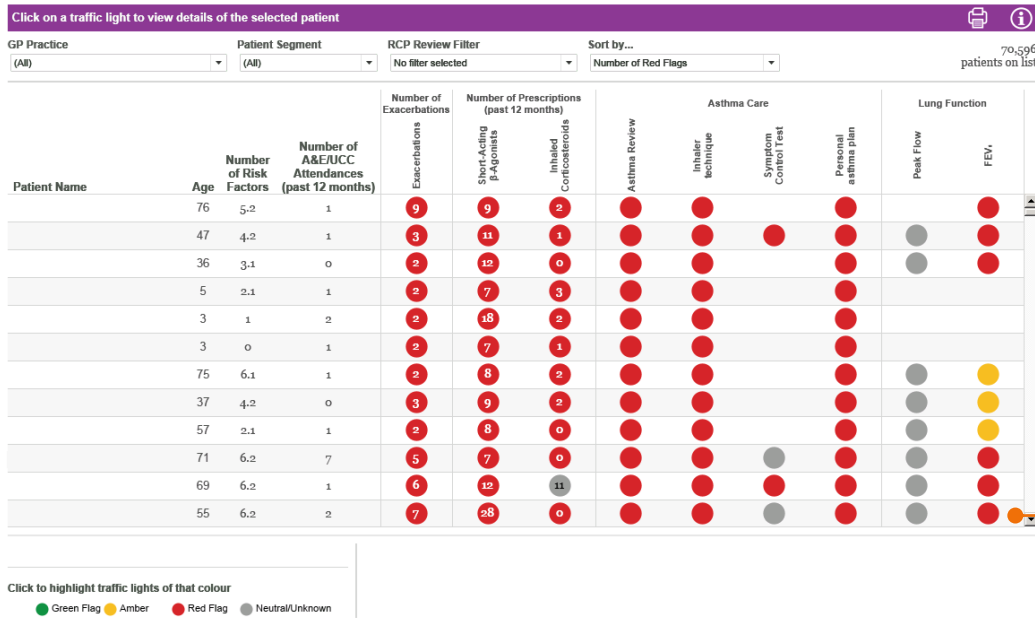 Click on a traffic light to view details of the selected patient
GP Practice Patient Segment RCP Review Filter Sort by...
(All) (All) No filter selected Number of Red Flags
70,596
patients on list
Number of Exacerbations Number of Prescriptions (past 12 months) Asthma Care Lung Function
Patient Name Age Number of Risk Factors Number of A&E/UCC Attendances (past 12 months) Exacerbations Short-Acting β-Agonists Inhaled Corticosteroids Asthma Review Inhaler technique Symptom Control Test Personal asthma plan Peak Flow FEV₁
76 5.2 1 9 9 2
47 4.2 1 3 11 1
36 3.1 0 2 12 0
5 2.1 1 2 7 3
3 1 2 2 18 2
3 0 1 2 7 1
75 6.1 1 2 8 2
37 4.2 0 3 9 2
57 2.1 1 2 8 0
71 6.2 7 5 7 0
69 6.2 1 6 12 11
55 6.2 2 7 28 0
Click to highlight traffic lights of that colour
Green Flag Amber Red Flag Neutral/Unknown